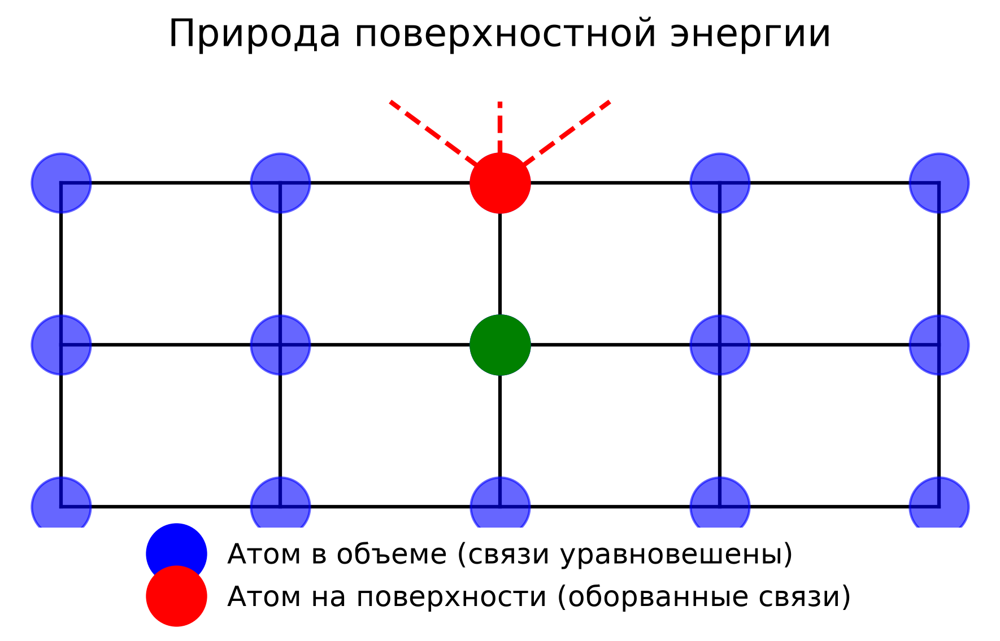 Природа поверхностной энергии
Атом в объеме (связи уравновешены)
Атом на поверхности (оборванные связи)